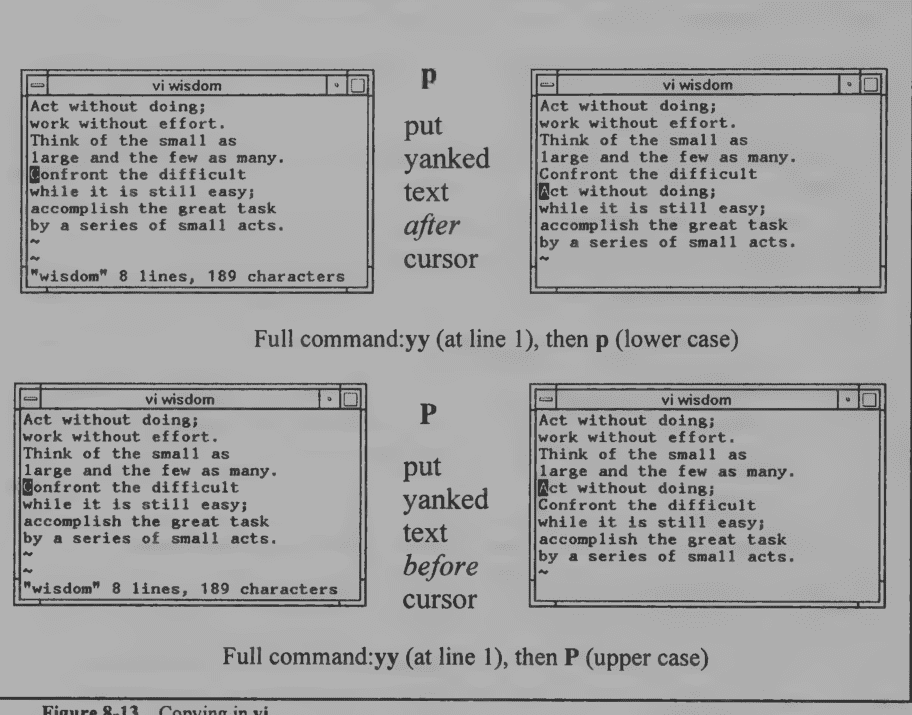 vi wisdom
Act without doing;
work without effort.
Think of the small as
large and the few as many.
Confront the difficult
while it is still easy;
accomplish the great task
by a series of small acts.
~
~
"wisdom" 8 lines, 189 characters
p
put
yanked
text
after
cursor
vi wisdom
Act without doing;
work without effort.
Think of the small as
large and the few as many.
Confront the difficult
Act without doing;
while it is still easy;
accomplish the great task
by a series of small acts.
~
Full command:yy (at line 1), then p (lower case)
vi wisdom
Act without doing;
work without effort.
Think of the small as
large and the few as many.
Confront the difficult
while it is still easy;
accomplish the great task
by a series of small acts.
~
~
"wisdom" 8 lines, 189 characters
P
put
yanked
text
before
cursor
vi wisdom
Act without doing;
work without effort.
Think of the small as
large and the few as many.
Act without doing;
Confront the difficult
while it is still easy;
accomplish the great task
by a series of small acts.
~
Full command:yy (at line 1), then P (upper case)
Figure 8-13 Copying in vi